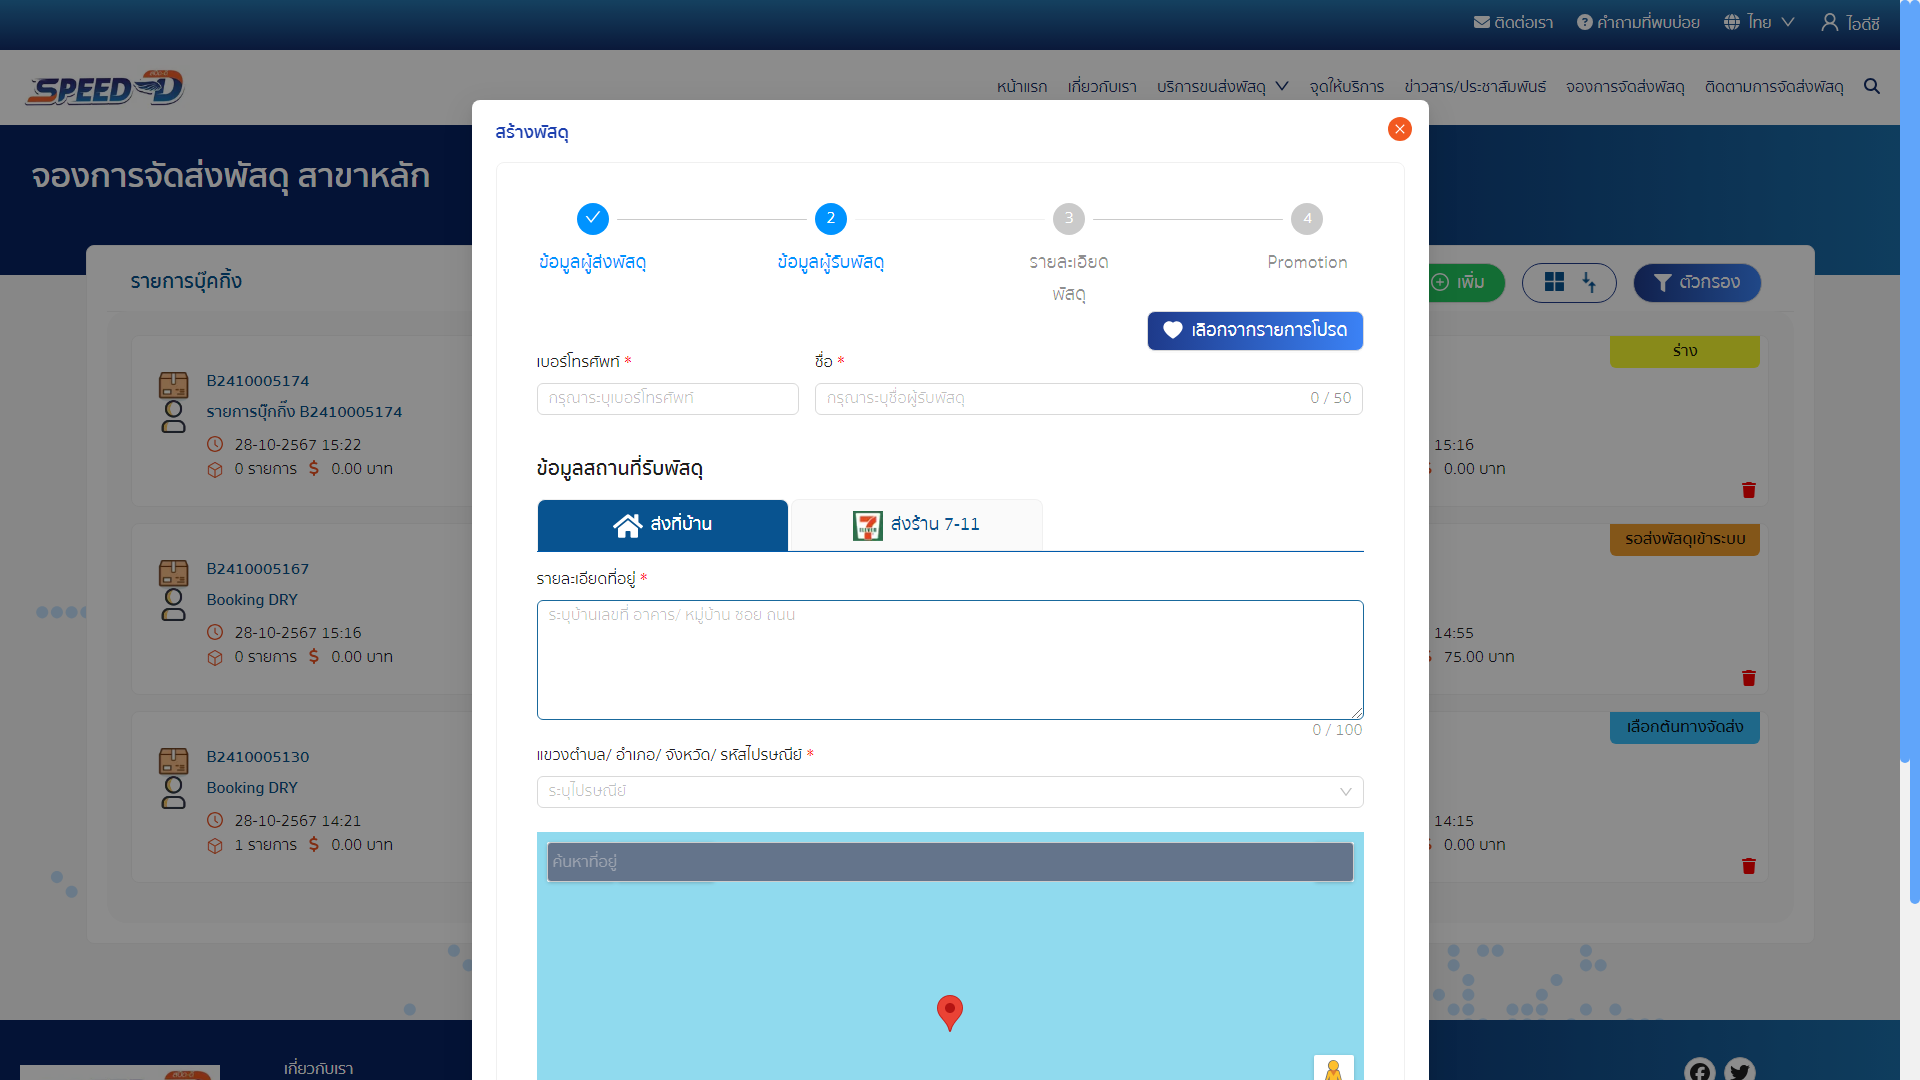 ติดต่อเรา คำถามที่พบบ่อย ไทย ไอดีซี
SPEED-D
หน้าแรก เกี่ยวกับเรา บริการขนส่งพัสดุ จุดให้บริการ ข่าวสาร/ประชาสัมพันธ์ จองการจัดส่งพัสดุ ติดตามการจัดส่งพัสดุ
จองการจัดส่งพัสดุ สาขาหลัก
รายการบุ๊คกิ้ง
เพิ่ม
ตัวกรอง
B2410005174
รายการบุ๊กกิ๊ง B2410005174
28-10-2567 15:22
0 รายการ $ 0.00 บาท
B2410005167
Booking DRY
28-10-2567 15:16
0 รายการ $ 0.00 บาท
B2410005130
Booking DRY
28-10-2567 14:21
1 รายการ $ 0.00 บาท
สร้างพัสดุ
2
3
4
ข้อมูลผู้ส่งพัสดุ
ข้อมูลผู้รับพัสดุ
รายละเอียด
พัสดุ
Promotion
เลือกจากรายการโปรด
เบอร์โทรศัพท์ *
ชื่อ *
กรุณาระบุเบอร์โทรศัพท์
กรุณาระบุชื่อผู้รับพัสดุ
0 / 50
ข้อมูลสถานที่รับพัสดุ
ส่งที่บ้าน
ส่งร้าน 7-11
รายละเอียดที่อยู่ *
ระบุบ้านเลขที่ อาคาร/ หมู่บ้าน ซอย ถนน
0 / 100
แขวงตำบล/ อำเภอ/ จังหวัด/ รหัสไปรษณีย์ *
ระบุไปรษณีย์
ค้นหาที่อยู่
ร่าง
15:16
0.00 บาท
รอส่งพัสดุเข้าระบบ
14:55
75.00 บาท
เลือกต้นทางจัดส่ง
14:15
0.00 บาท
เกี่ยวกับเรา